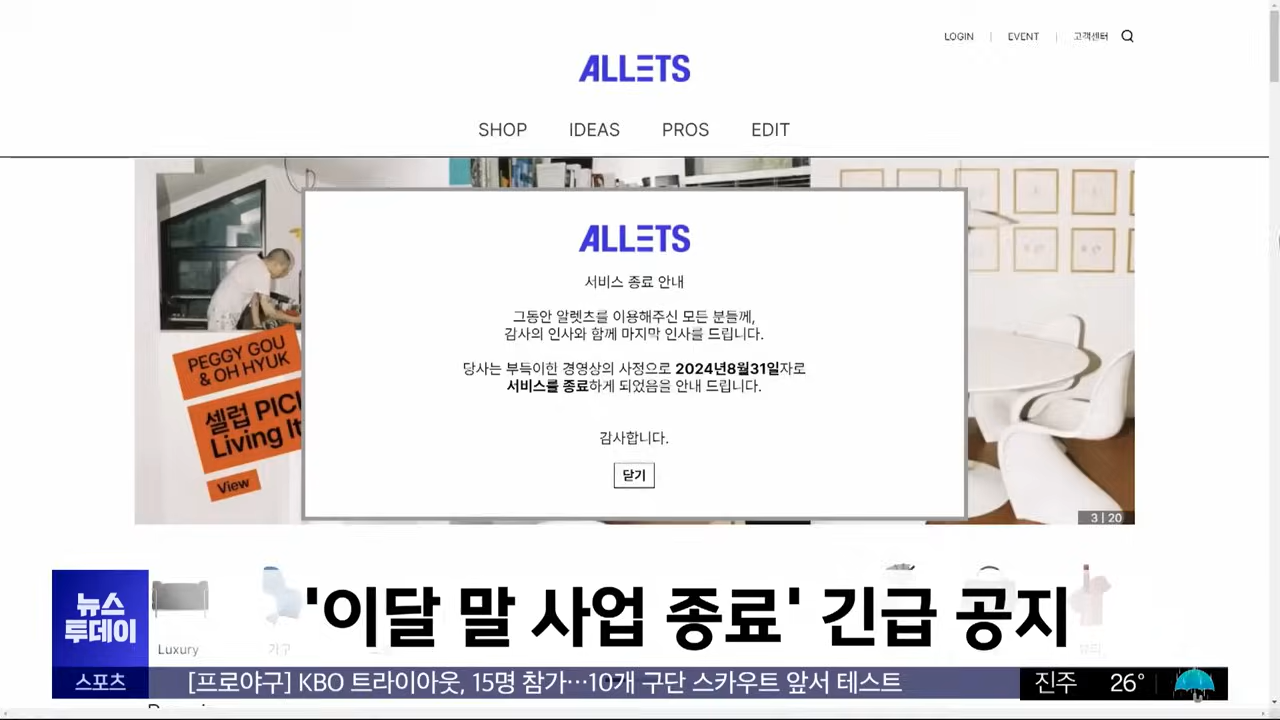 LOGIN | EVENT | 고객센터
ALLETS
SHOP IDEAS PROS EDIT
ALLETS
서비스 종료 안내
그동안 알렛츠를 이용해주신 모든 분들께,
감사의 인사와 함께 마지막 인사를 드립니다.
당사는 부득이한 경영상의 사정으로 2024년8월31일자로
서비스를 종료하게 되었음을 안내 드립니다.
감사합니다.
닫기
PEGGY GOU
& OH HYUK
셀럽 PIC
Living It
View
3 | 20
Luxury
가구
뷰티
뉴스
투데이
'이달 말 사업 종료' 긴급 공지
스포츠
[프로야구] KBO 트라이아웃, 15명 참가…10개 구단 스카우트 앞서 테스트
진주 26°